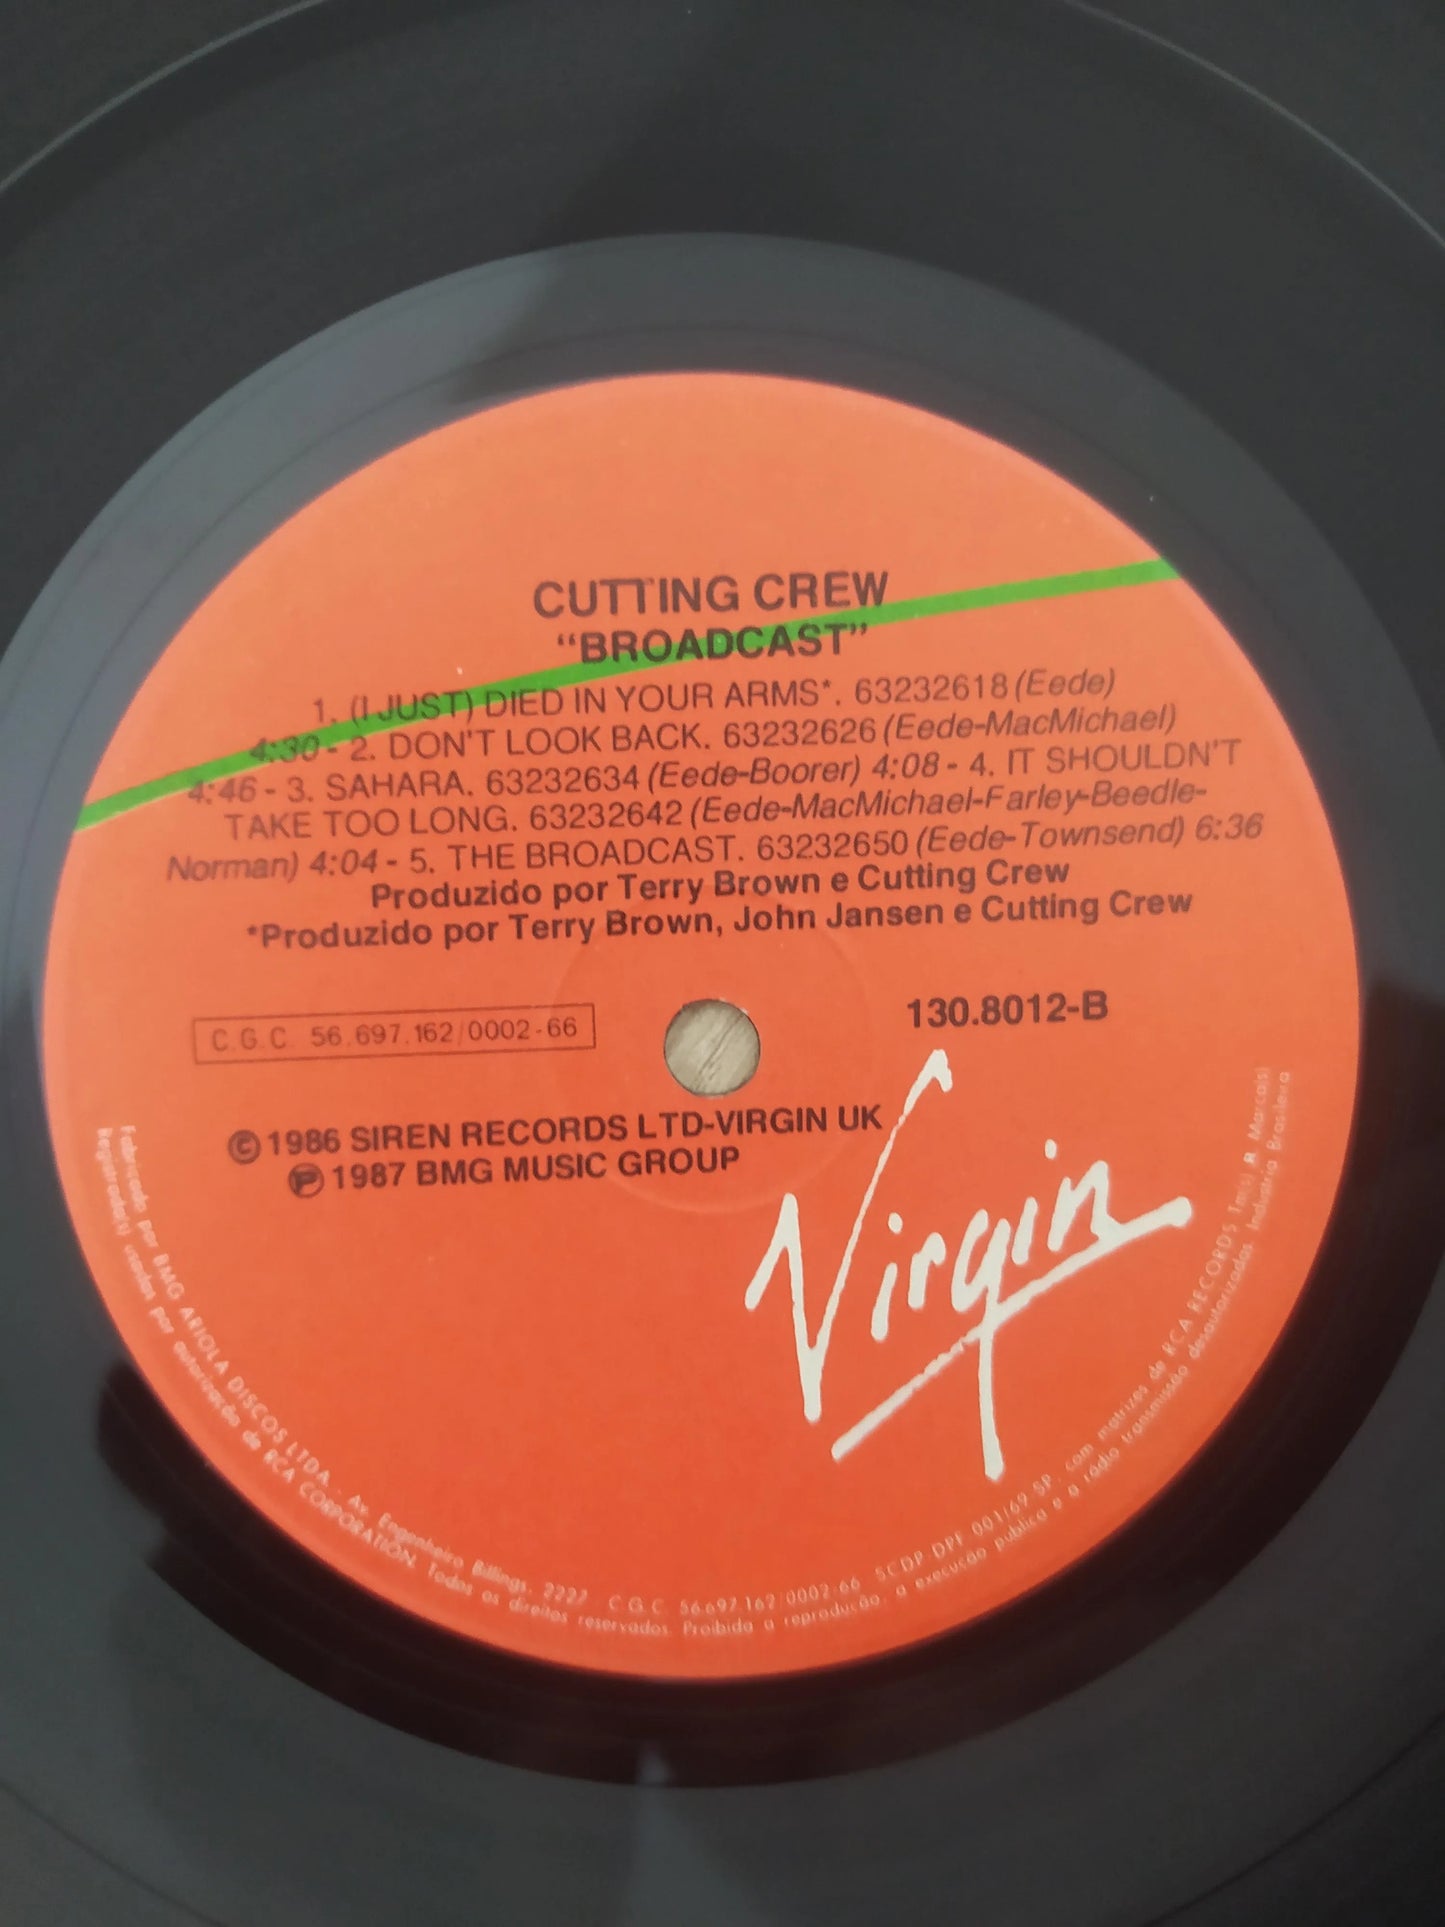 CUTTING CREW
“BROADCAST”
1. (I JUST) DIED IN YOUR ARMS*. 63232618 (Eede)
4:30 - 2. DON'T LOOK BACK. 63232626 (Eede-MacMichael)
4:46 - 3. SAHARA. 63232634 (Eede-Boorer) 4:08 - 4. IT SHOULDN'T
TAKE TOO LONG. 63232642 (Eede-MacMichael-Farley-Beedle-
Norman) 4:04 - 5. THE BROADCAST. 63232650 (Eede-Townsend) 6:36
Produzido por Terry Brown e Cutting Crew
*Produzido por Terry Brown, John Jansen e Cutting Crew
C.G.C. 56.697.162/0002-66
130.8012-B
© 1986 SIREN RECORDS LTD-VIRGIN UK
℗ 1987 BMG MUSIC GROUP
Virgin
Fabricado por BMG ARIOLA DISCOS LTDA. Av. Engenheiro Billings, 2227 C.G.C. 56.697.162/0002-66 SCDP-DPF 001/69 SP. com matrizes de RCA RECORDS Tm(s) ® Marca(s)
Registrada(s) usadas por autorização de RCA CORPORATION. Todos os direitos reservados. Proibida a reprodução, a execução publica e a rádio transmissão desautorizadas. Industria Brasileira